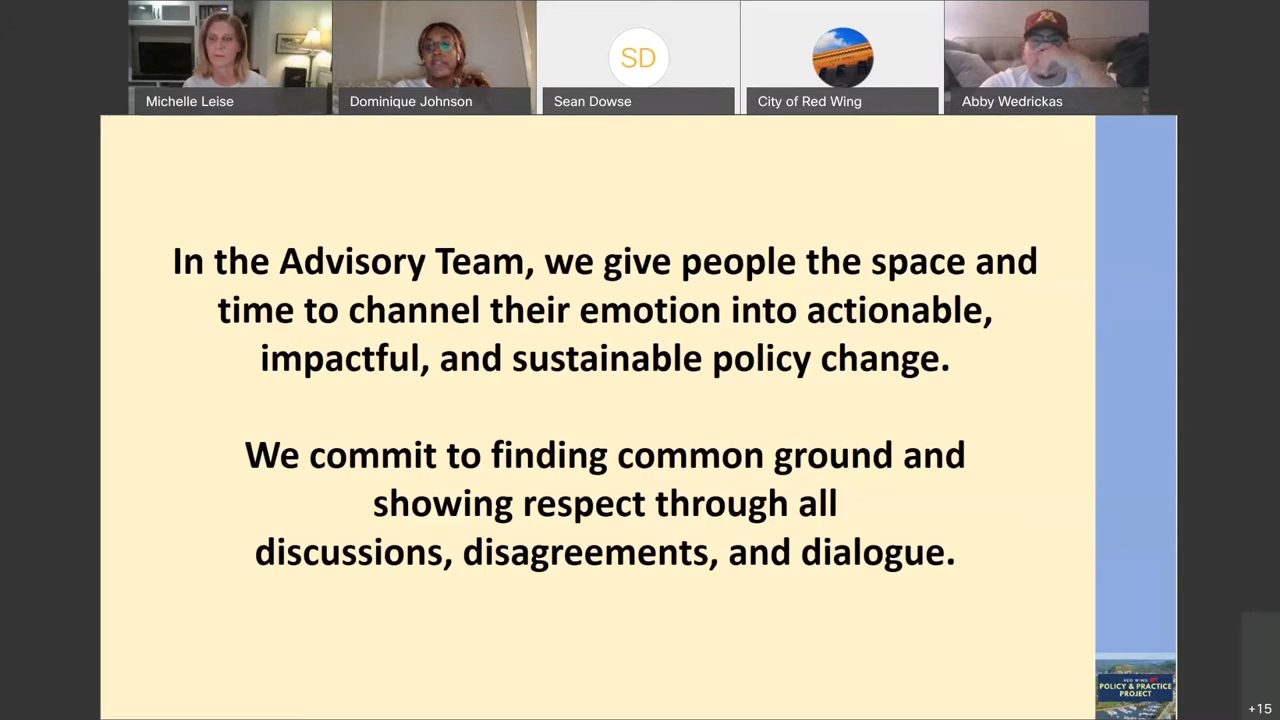 Michelle Leise
Dominique Johnson
SD
Sean Dowse
City of Red Wing
M
Abby Wedrickas
In the Advisory Team, we give people the space and
time to channel their emotion into actionable,
impactful, and sustainable policy change.
We commit to finding common ground and
showing respect through all
discussions, disagreements, and dialogue.
RED WING
POLICY & PRACTICE
PROJECT
+15